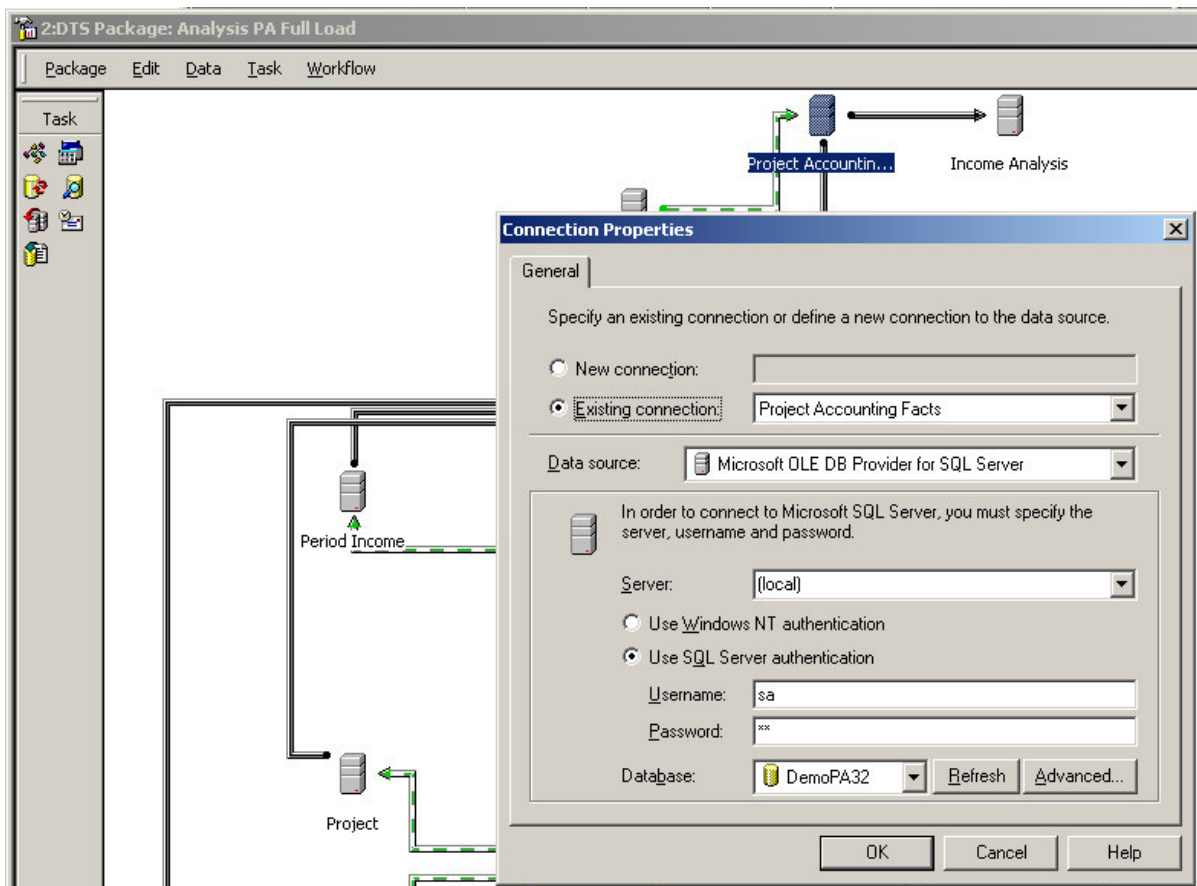 2:DTS Package: Analysis PA Full Load
Package Edit Data Task Workflow
Task
Project Accountin...
Income Analysis
Period Income
Project
Connection Properties
General
Specify an existing connection or define a new connection to the data source.
New connection:
Existing connection: Project Accounting Facts
Data source: Microsoft OLE DB Provider for SQL Server
In order to connect to Microsoft SQL Server, you must specify the
server, username and password.
Server: (local)
Use Windows NT authentication
Use SQL Server authentication
Username: sa
Password: **
Database: DemoPA32 Refresh Advanced...
OK Cancel Help